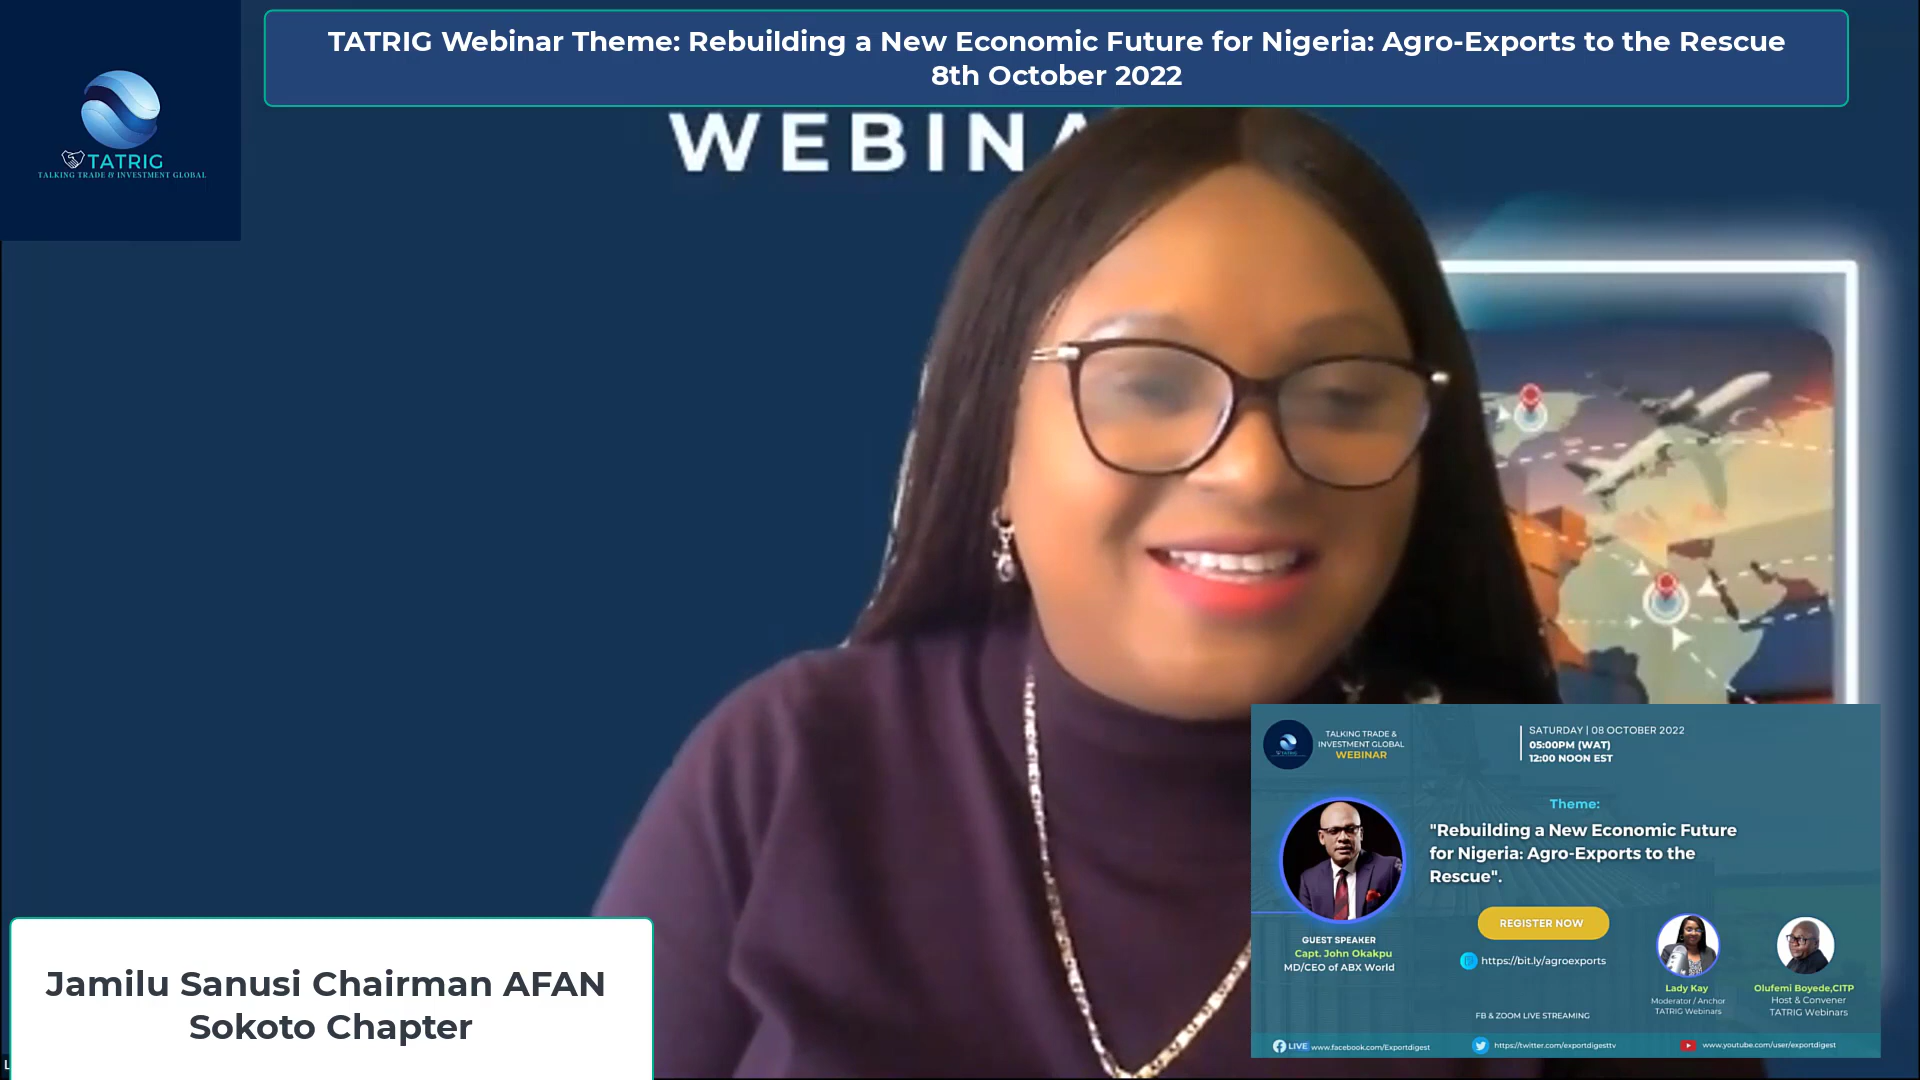 TATRIG Webinar Theme: Rebuilding a New Economic Future for Nigeria: Agro-Exports to the Rescue
8th October 2022
TATRIG
TALKING TRADE & INVESTMENT GLOBAL
WEBINA
TALKING TRADE &
INVESTMENT GLOBAL
WEBINAR
SATURDAY | 08 OCTOBER 2022
05:00PM (WAT)
12:00 NOON EST
Theme:
"Rebuilding a New Economic Future
for Nigeria: Agro-Exports to the
Rescue".
REGISTER NOW
https://bit.ly/agroexports
GUEST SPEAKER
Capt. John Okakpu
MD/CEO of ABX World
Lady Kay
Moderator / Anchor
TATRIG Webinars
Olufemi Boyede,CITP
Host & Convener
TATRIG Webinars
FB & ZOOM LIVE STREAMING
LIVE www.facebook.com/Exportdigest
https://twitter.com/exportdigesttv
www.youtube.com/user/exportdigest
Jamilu Sanusi Chairman AFAN
Sokoto Chapter
L